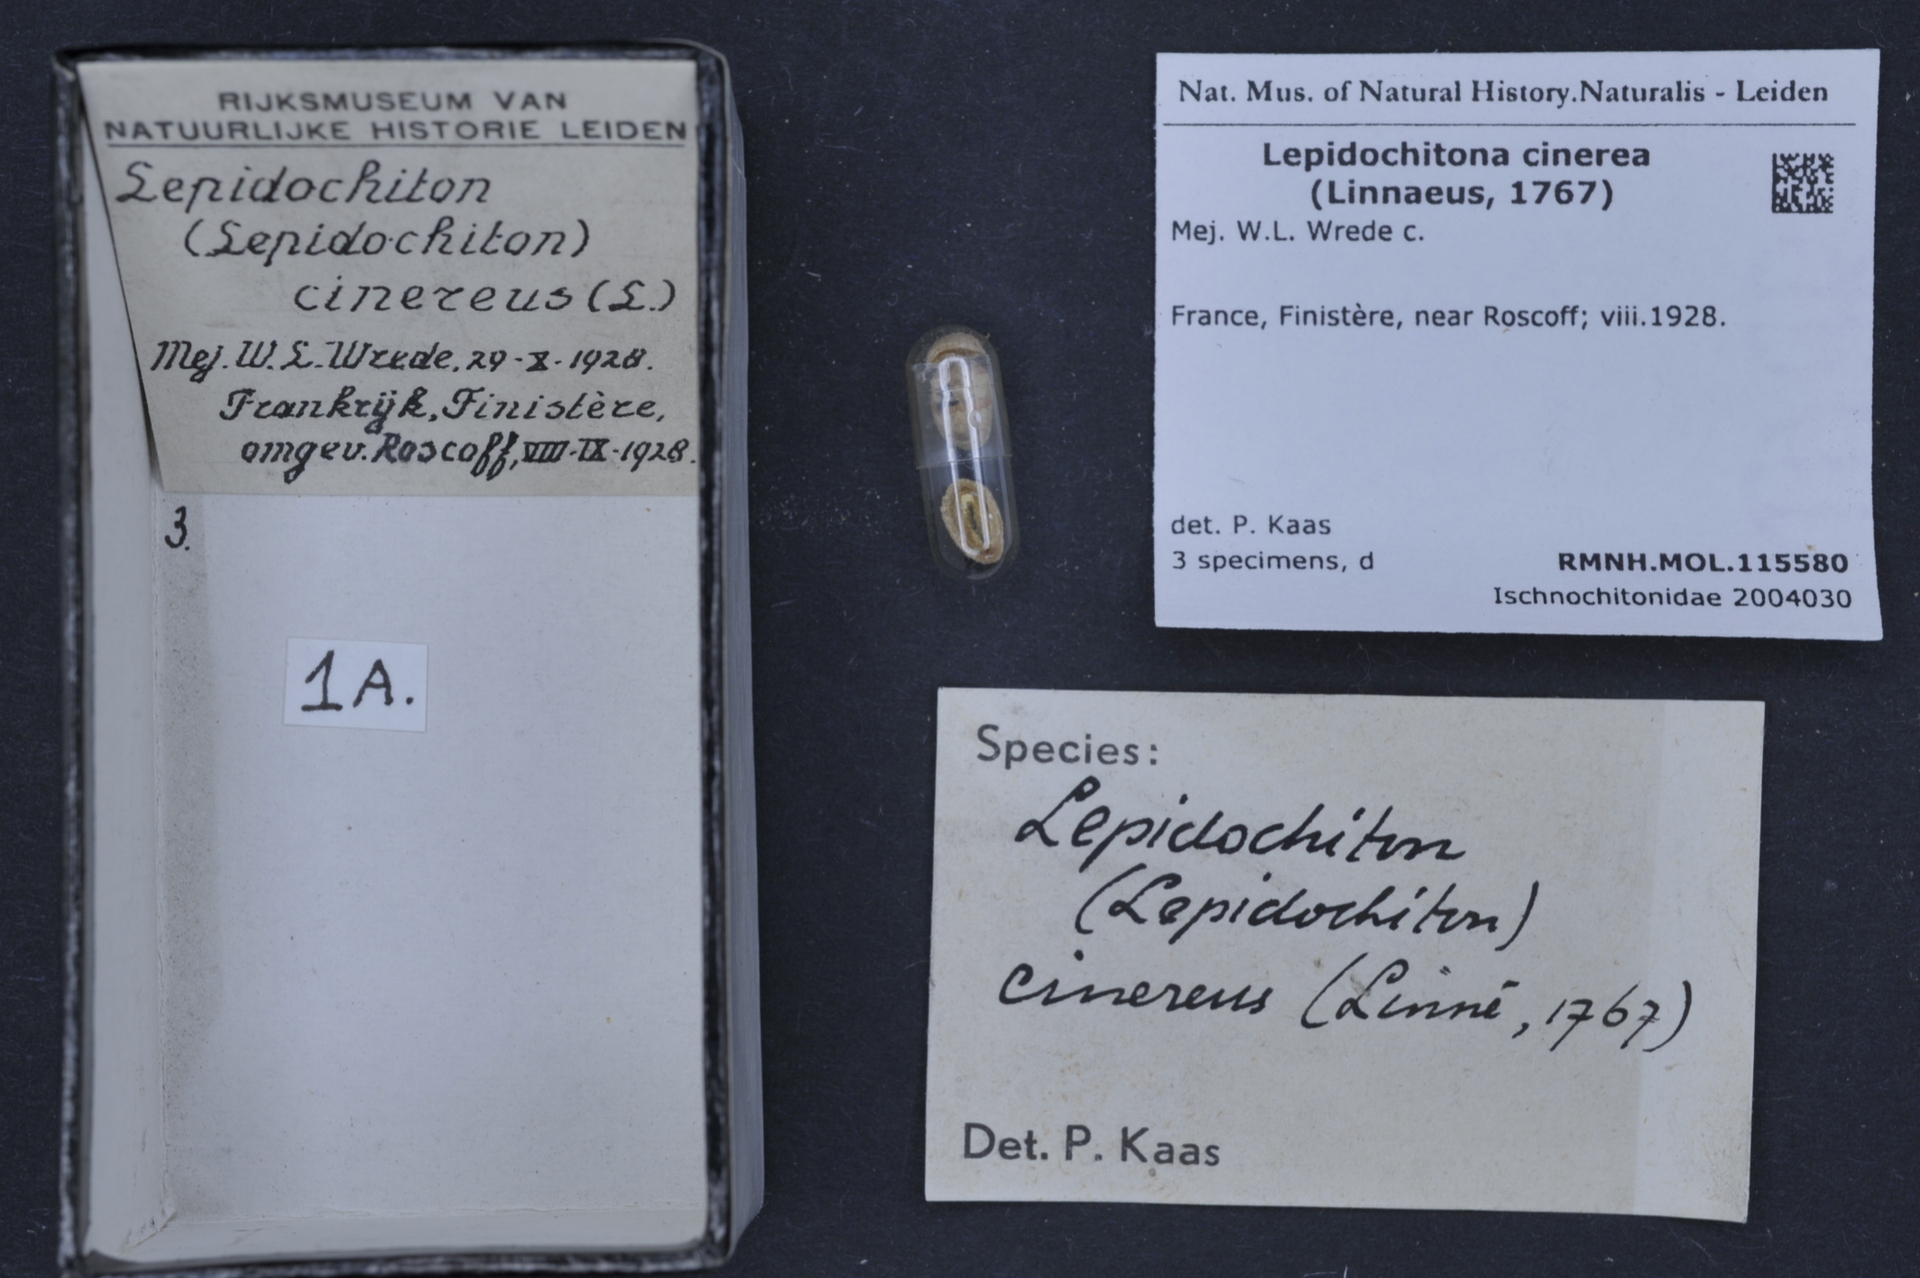 RIJKSMUSEUM VAN
NATUURLIJKE HISTORIE LEIDEN
Lepidochiton
(Lepidochiton)
cinereus (L.)
Mej. W. L. Wrede, 29-X-1928.
Frankrijk, Finistère,
omgev. Roscoff, VIII-IX-1928.
3.
1A.
Nat. Mus. of Natural History.Naturalis - Leiden
Lepidochitona cinerea
(Linnaeus, 1767)
Mej. W.L. Wrede c.
France, Finistère, near Roscoff; viii.1928.
det. P. Kaas
3 specimens, d
RMNH.MOL.115580
Ischnochitonidae 2004030
Species:
Lepidochiton
(Lepidochiton)
cinereus (Linné, 1767)
Det. P. Kaas